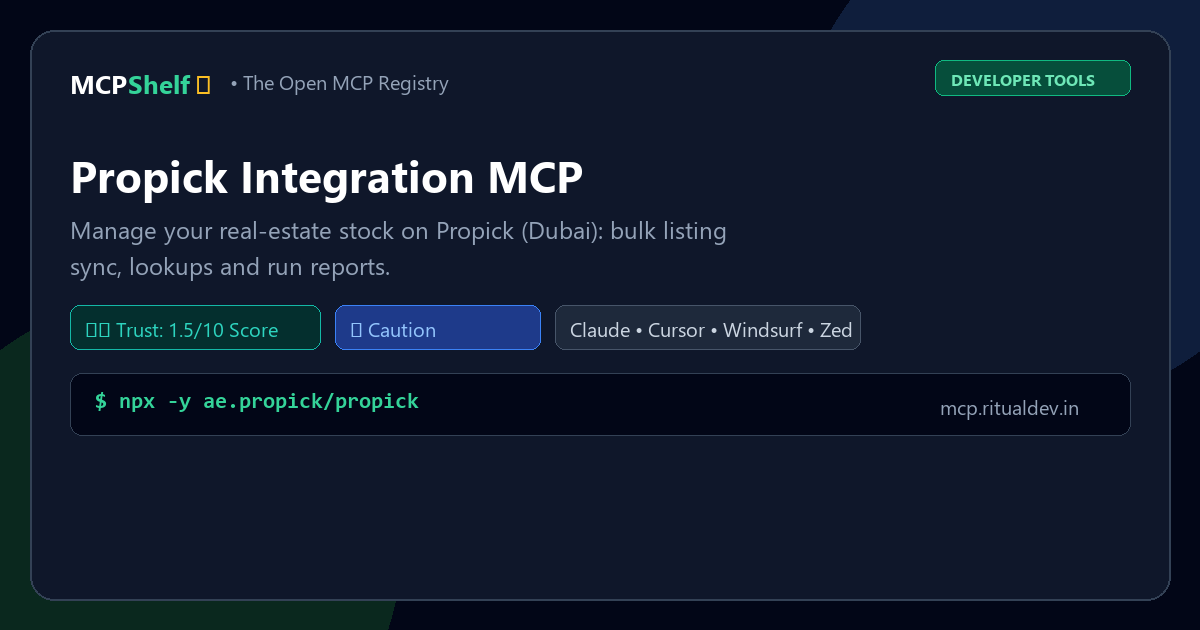 MCPShelf • The Open MCP Registry
DEVELOPER TOOLS
Propick Integration MCP
Manage your real-estate stock on Propick (Dubai): bulk listing
sync, lookups and run reports.
Trust: 1.5/10 Score
Caution
Claude • Cursor • Windsurf • Zed
$ npx -y ae.propick/propick
mcp.ritualdev.in